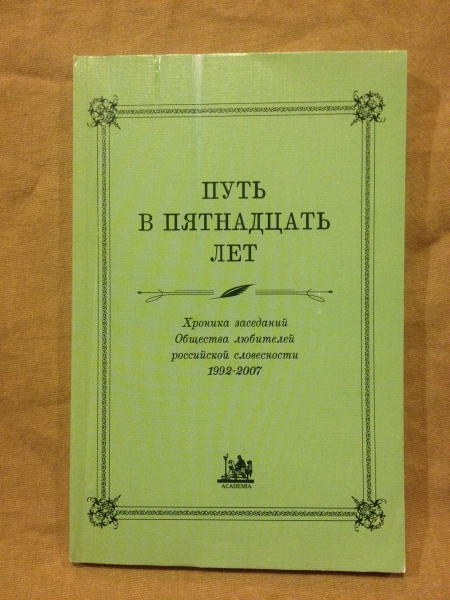 ПУТЬ
В ПЯТНАДЦАТЬ
ЛЕТ
Хроника заседаний
Общества любителей
российской словесности
1992-2007
ACADEMIA